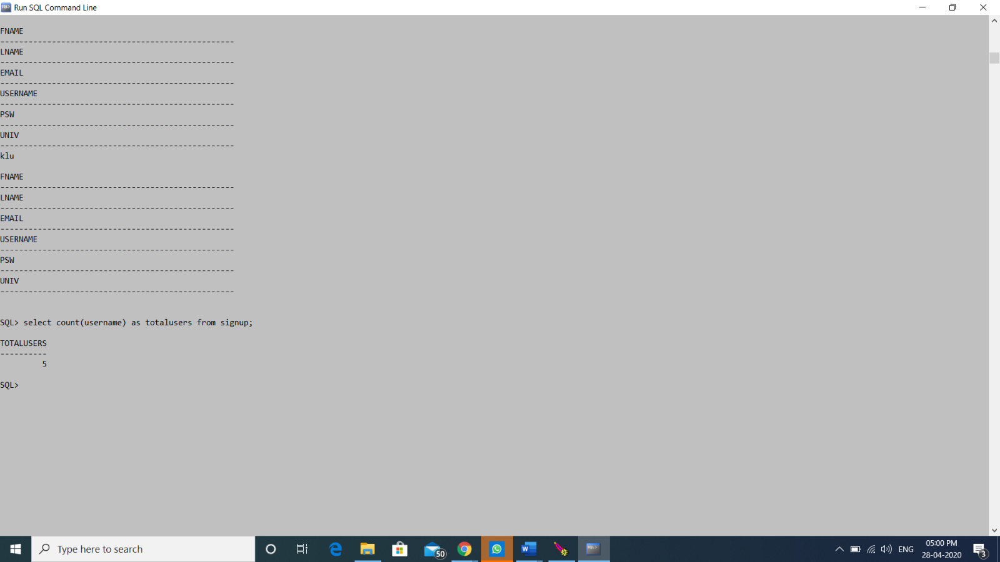 Run SQL Command Line
FNAME
--------------------------------------------------
LNAME
--------------------------------------------------
EMAIL
--------------------------------------------------
USERNAME
--------------------------------------------------
PSW
--------------------------------------------------
UNIV
--------------------------------------------------
klu
FNAME
--------------------------------------------------
LNAME
--------------------------------------------------
EMAIL
--------------------------------------------------
USERNAME
--------------------------------------------------
PSW
--------------------------------------------------
UNIV
--------------------------------------------------
SQL> select count(username) as totalusers from signup;
TOTALUSERS
----------
5
SQL>
Type here to search
50
ENG
05:00 PM
28-04-2020
3